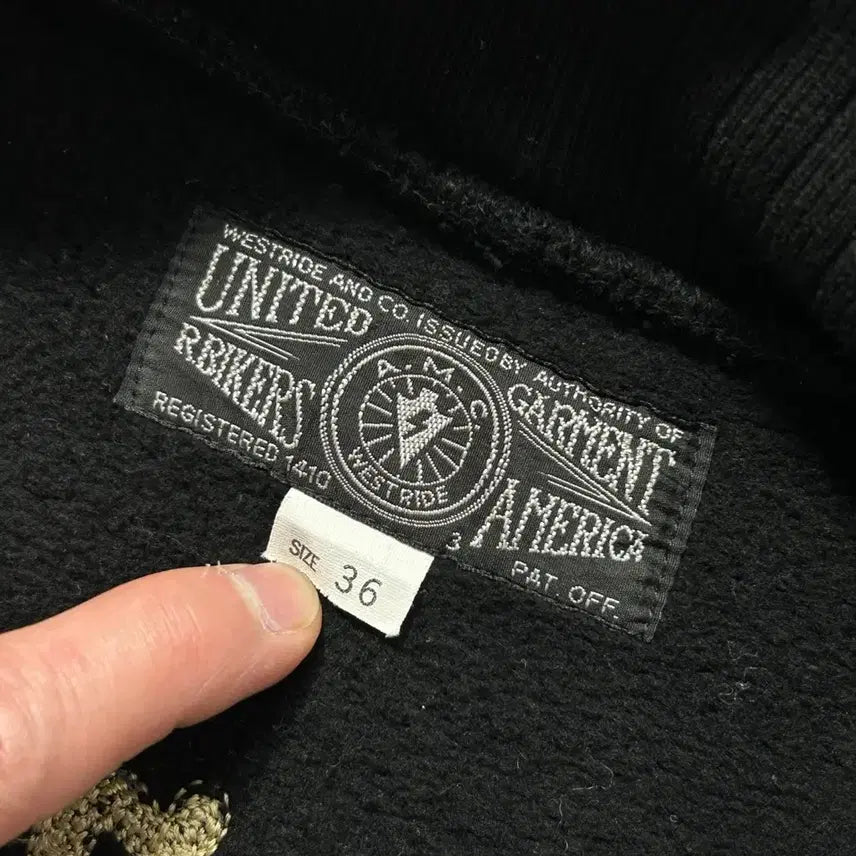 WESTRIDE AND CO. ISSUED BY AUTHORITY OF
UNITED
RBIKERS
REGISTERED 1410
A.M.C
WESTRIDE
GARMENT
AMERICA
3
PAT. OFF.
SIZE 36